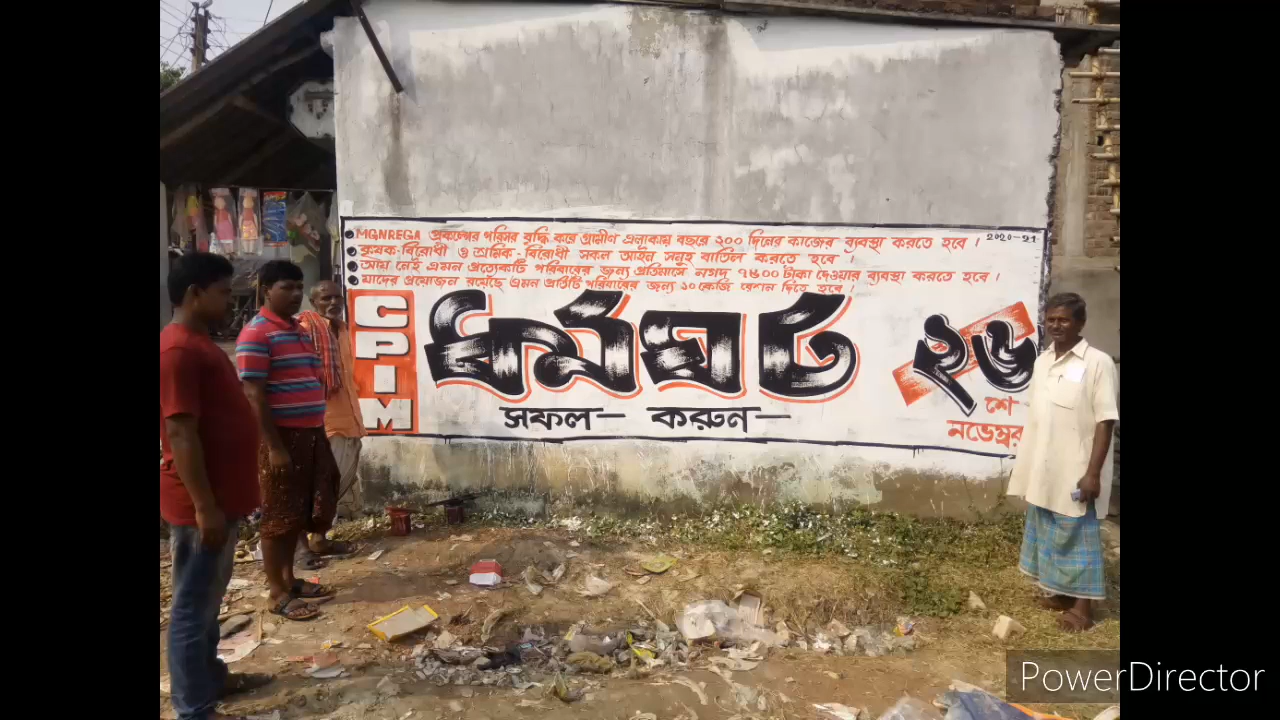 MGNREGA প্রকল্পের পরিসর বৃদ্ধি করে গ্রামীণ এলাকায় বছরে ২০০ দিনের কাজের ব্যবস্থা করতে হবে।
2020-21
কৃষক-বিরোধী ও শ্রমিক-বিরোধী সকল আইন সমূহ বাতিল করতে হবে।
আয় নেই এমন প্রত্যেকটি পরিবারের জন্য প্রতিমাসে নগদ ৭৫০০ টাকা দেওয়ার ব্যবস্থা করতে হবে।
যাদের প্রয়োজন রয়েছে এমন প্রতিটি পরিবারের জন্য ১০ কেজি রেশন দিতে হবে।
CPIM
ধর্মঘট
২৬
শে
সফল - করুন -
নভেম্বর
PowerDirector